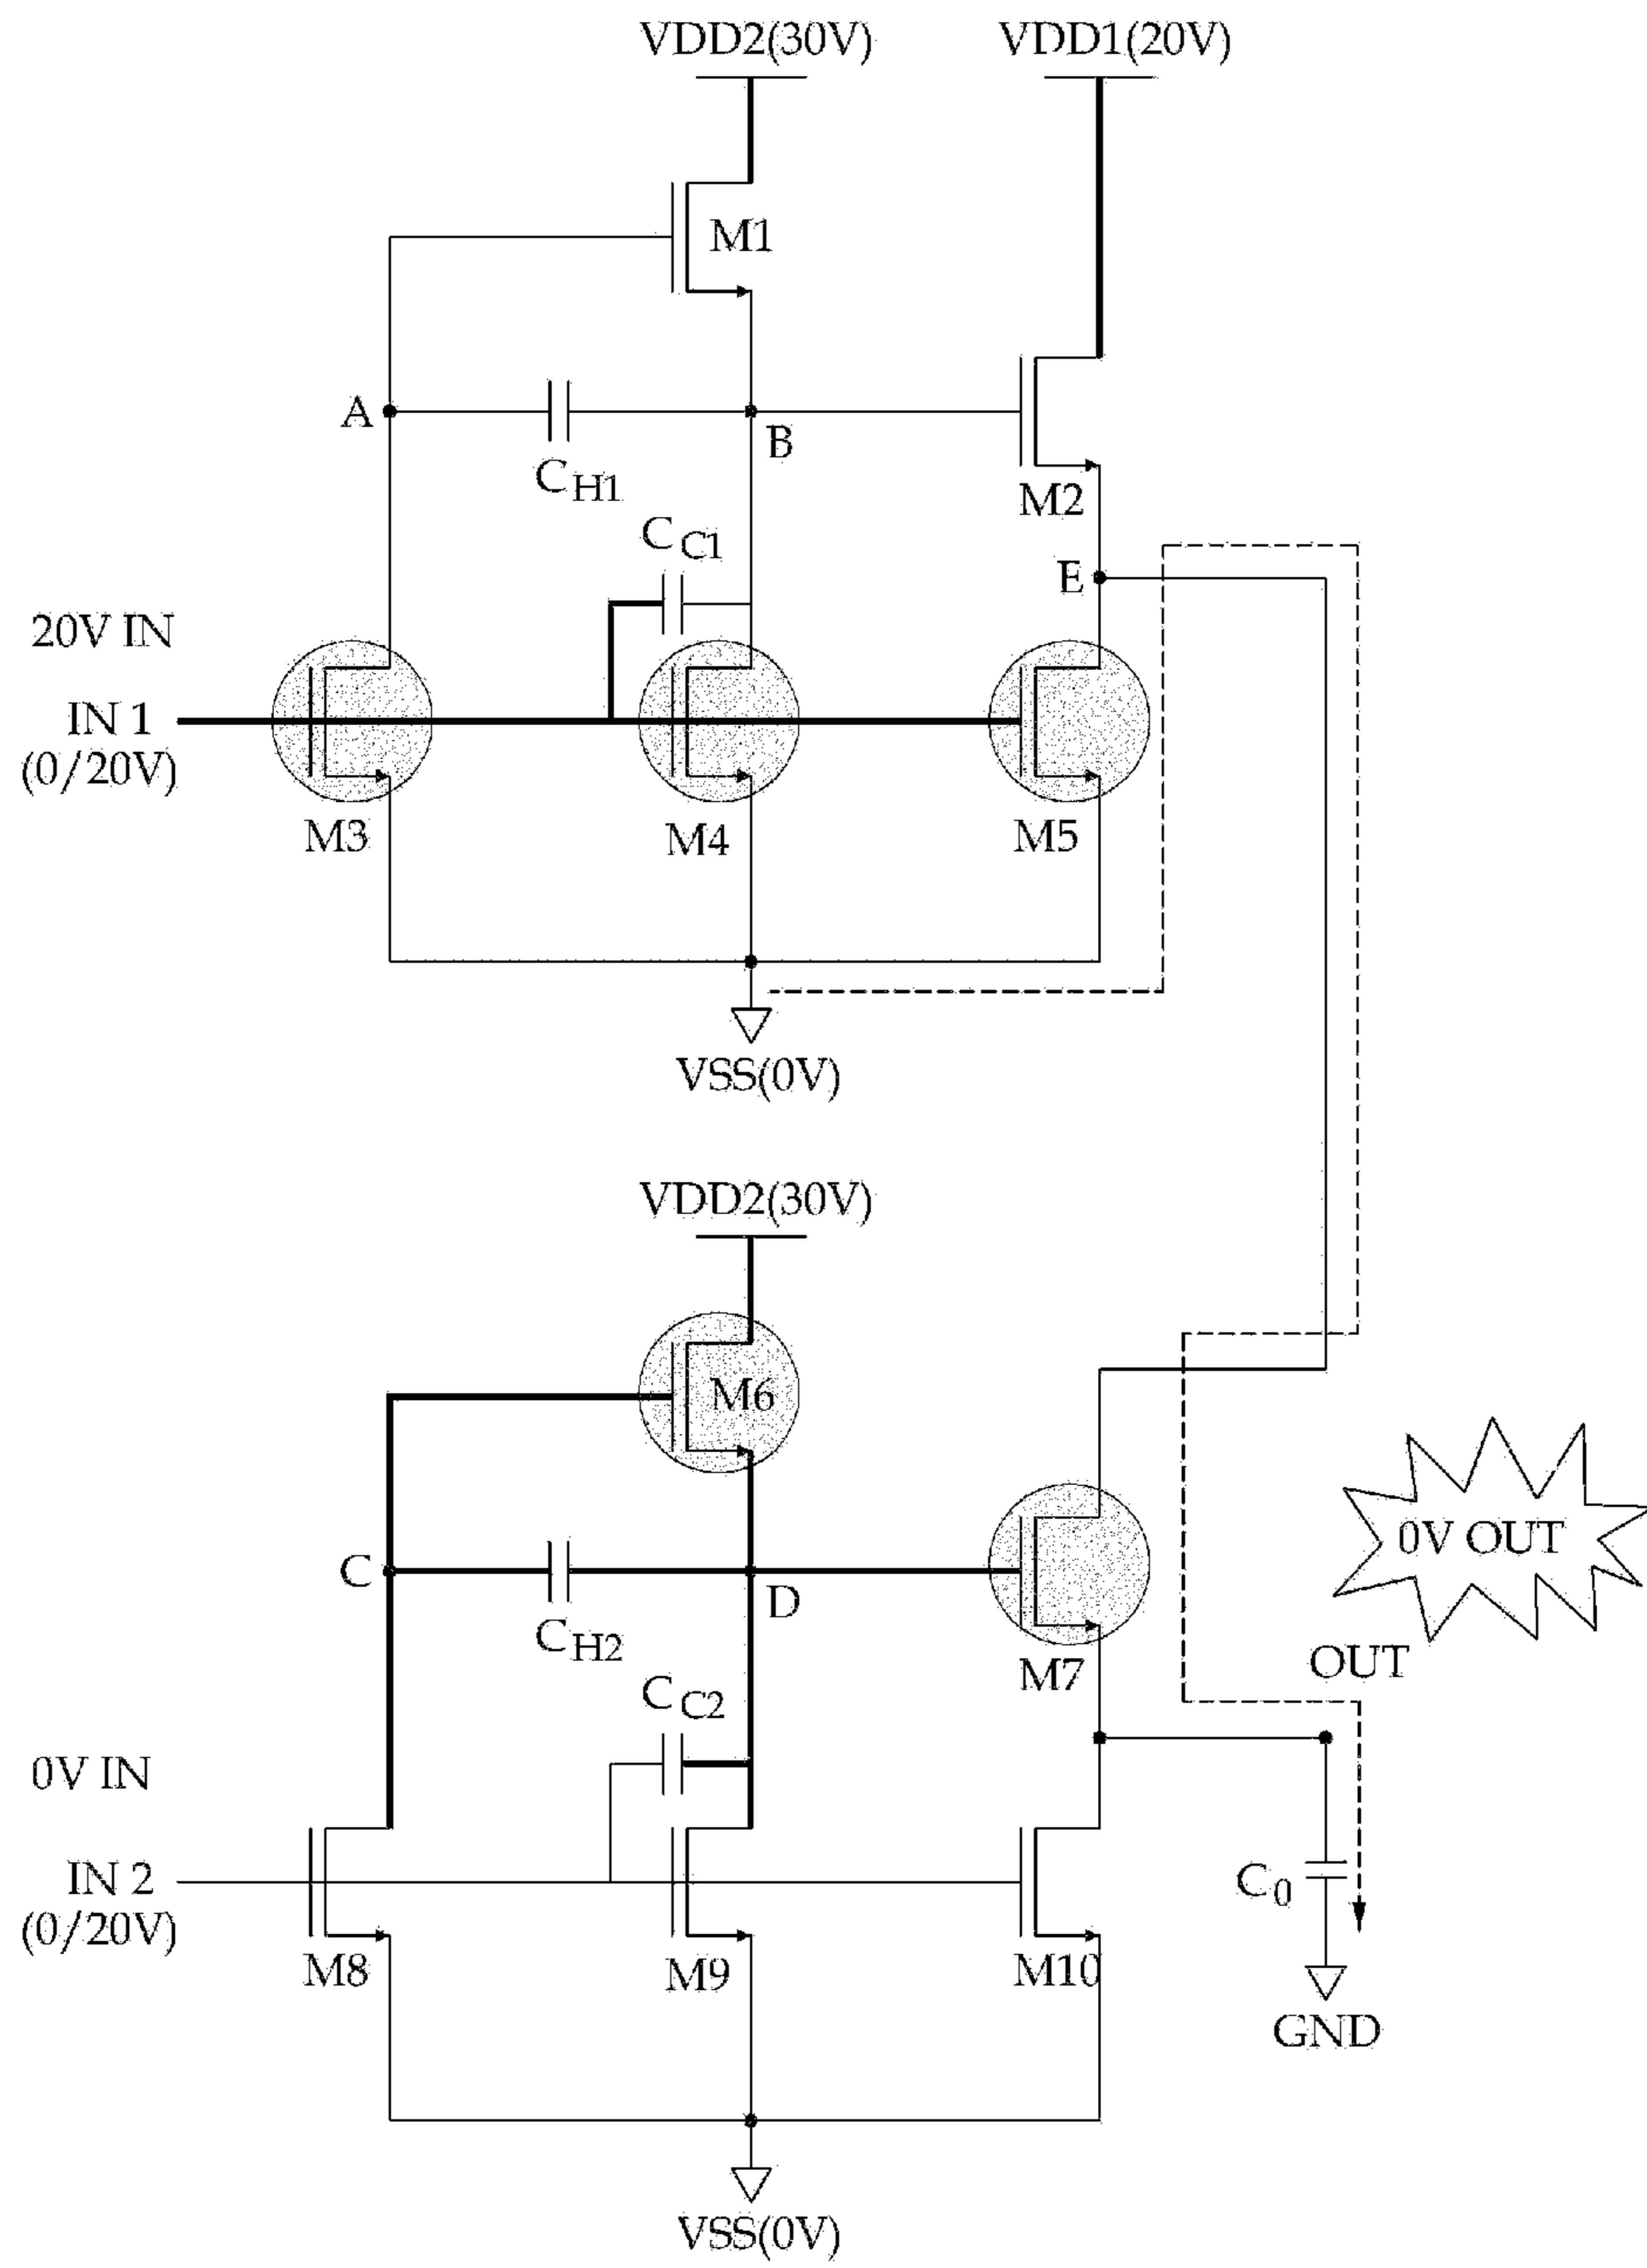 VDD2(30V) VDD1(20V)
M1
A
B
CH1
M2
CC1
E
20V IN
IN 1
(0/20V)
M3
M4
M5
VSS(0V)
VDD2(30V)
M6
0V OUT
C
D
CH2
OUT
M7
CC2
0V IN
IN 2
(0/20V)
C0
M8
M9
M10
GND
VSS(0V)